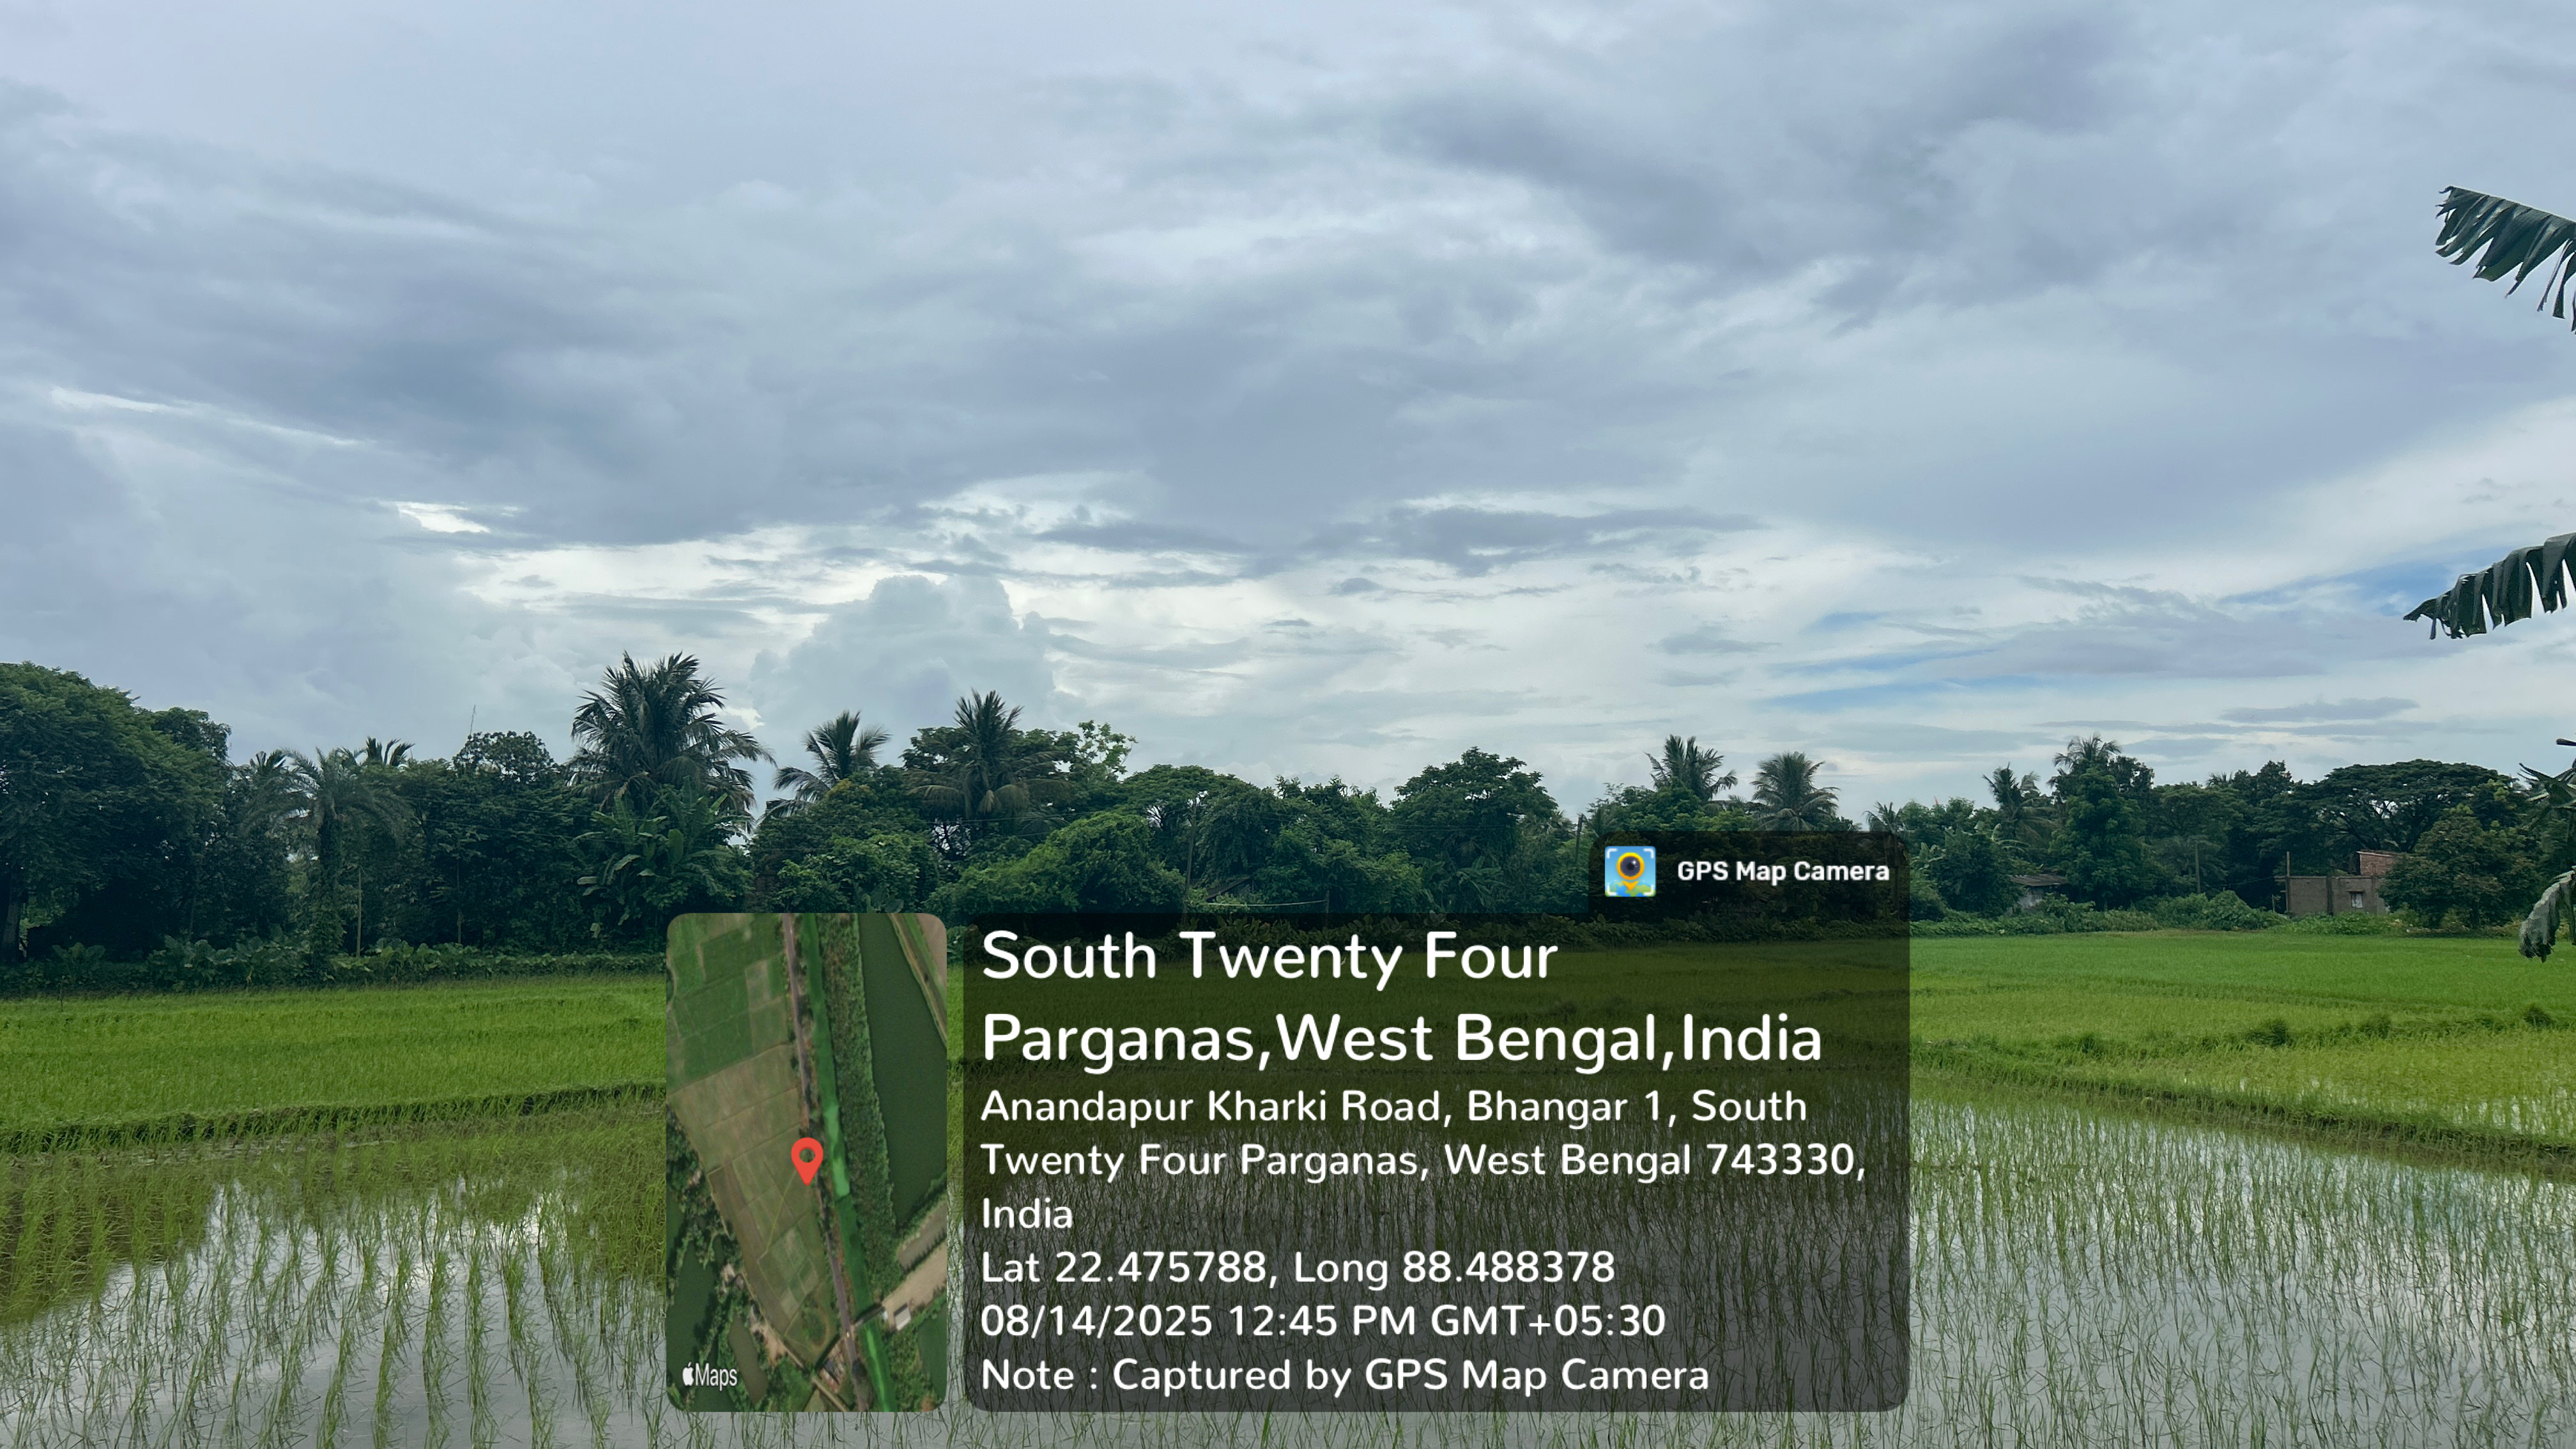 GPS Map Camera
South Twenty Four
Parganas,West Bengal,India
Anandapur Kharki Road, Bhangar 1, South
Twenty Four Parganas, West Bengal 743330,
India
Lat 22.475788, Long 88.488378
08/14/2025 12:45 PM GMT+05:30
Note : Captured by GPS Map Camera
Maps